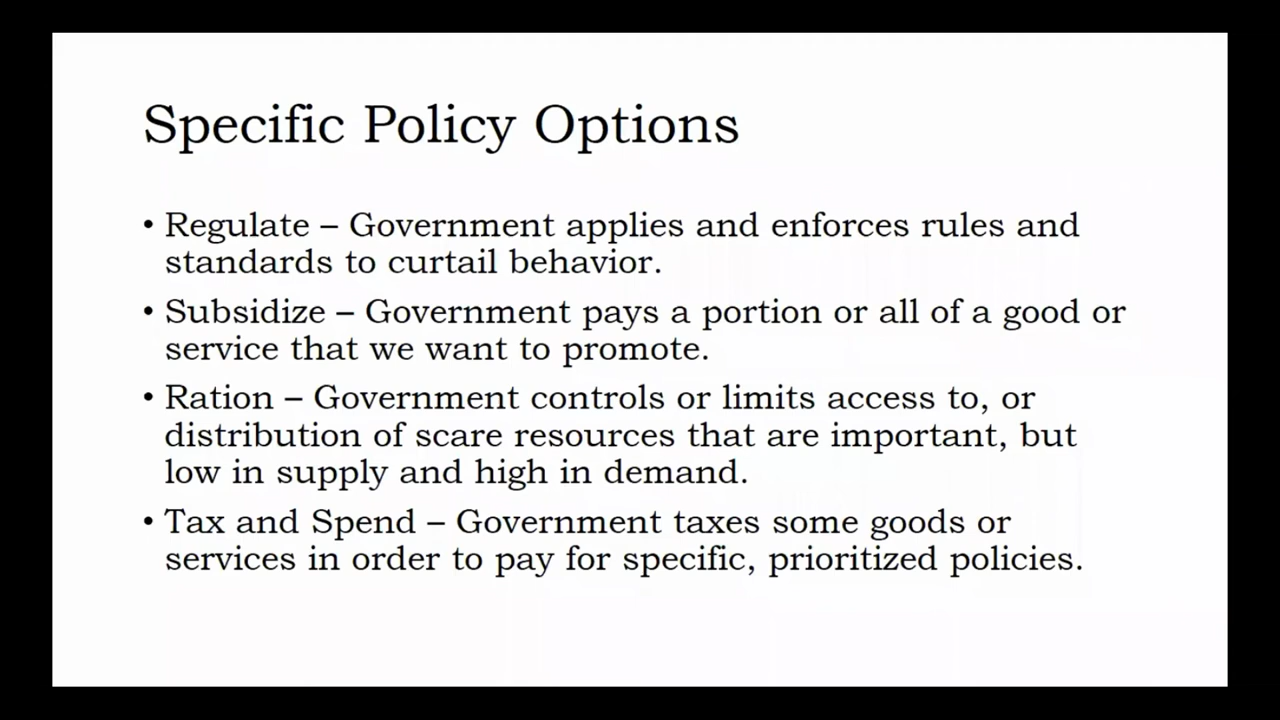 Specific Policy Options
• Regulate – Government applies and enforces rules and
standards to curtail behavior.
• Subsidize – Government pays a portion or all of a good or
service that we want to promote.
• Ration – Government controls or limits access to, or
distribution of scare resources that are important, but
low in supply and high in demand.
• Tax and Spend – Government taxes some goods or
services in order to pay for specific, prioritized policies.